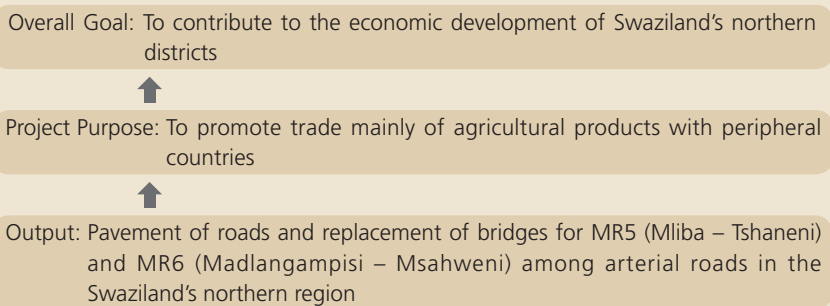 Overall Goal: To contribute to the economic development of Swaziland's northern
districts
Project Purpose: To promote trade mainly of agricultural products with peripheral
countries
Output: Pavement of roads and replacement of bridges for MR5 (Mliba – Tshaneni)
and MR6 (Madlangampisi – Msahweni) among arterial roads in the
Swaziland's northern region